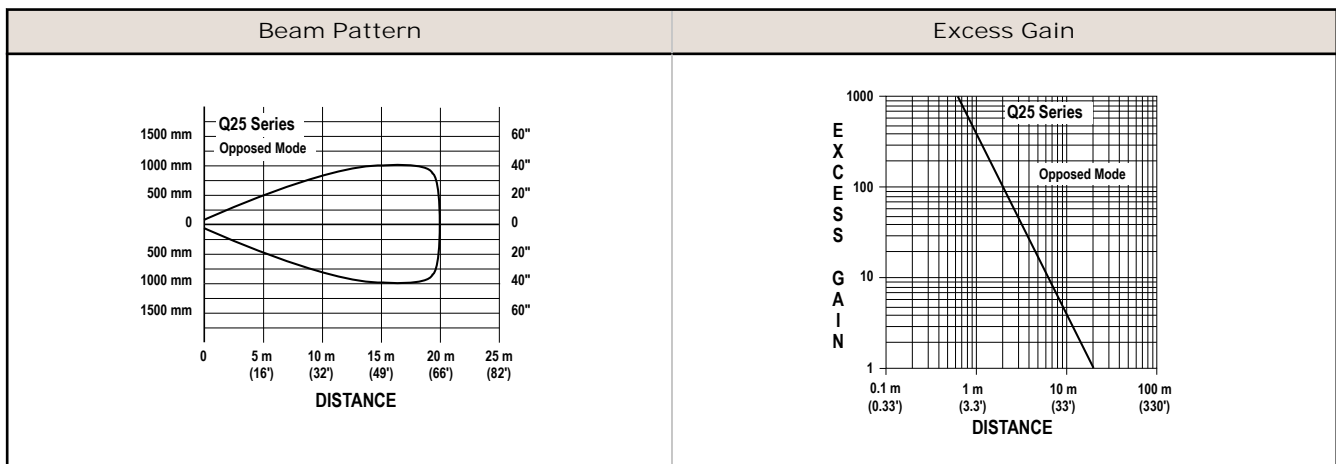 Beam Pattern
Excess Gain
Q25 Series
Opposed Mode
1500 mm
1000 mm
500 mm
0
500 mm
1000 mm
1500 mm
60"
40"
20"
0
20"
40"
60"
0
5 m
(16')
10 m
(32')
15 m
(49')
20 m
(66')
25 m
(82')
DISTANCE
EXCESS GAIN
1000
100
10
1
Q25 Series
Opposed Mode
0.1 m
(0.33')
1 m
(3.3')
10 m
(33')
100 m
(330')
DISTANCE